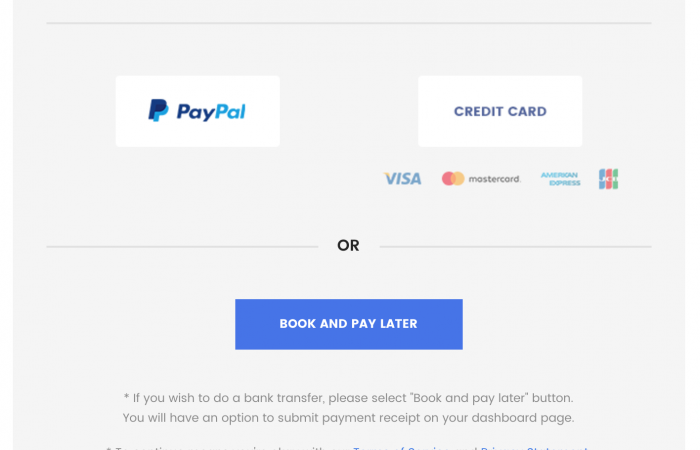 PayPal
CREDIT CARD
VISA mastercard. AMERICAN EXPRESS JCB
OR
BOOK AND PAY LATER
* If you wish to do a bank transfer, please select "Book and pay later" button.
You will have an option to submit payment receipt on your dashboard page.